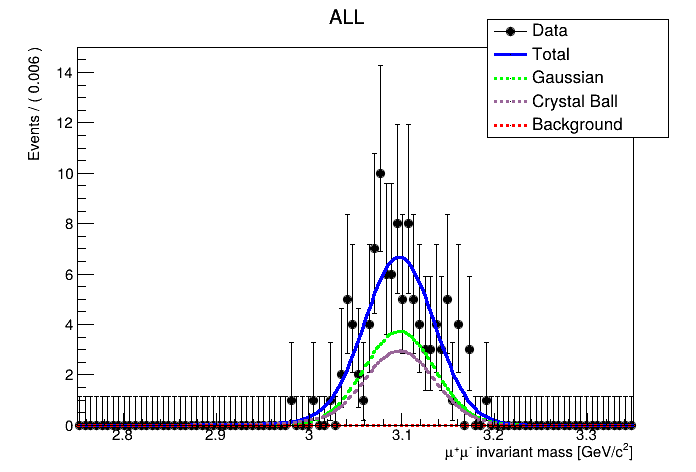 ALL
Data
Total
Gaussian
Crystal Ball
Background
Events / ( 0.006 )
14
12
10
8
6
4
2
0
2.8 2.9 3 3.1 3.2 3.3
μ⁺μ⁻ invariant mass [GeV/c²]